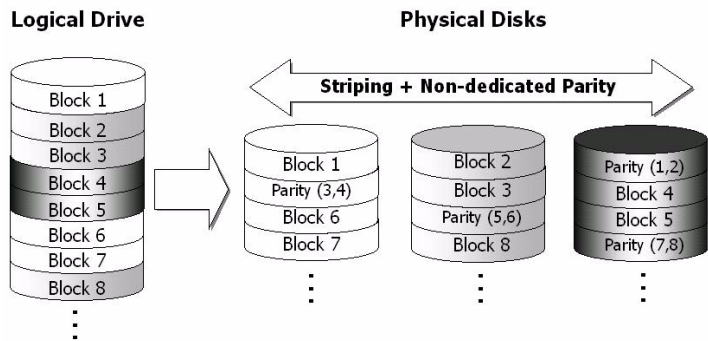 Logical Drive
Physical Disks
Striping + Non-dedicated Parity
Block 1
Block 2
Block 3
Block 4
Block 5
Block 6
Block 7
Block 8
Block 1
Parity (3,4)
Block 6
Block 7
Block 2
Block 3
Parity (5,6)
Block 8
Parity (1,2)
Block 4
Block 5
Parity (7,8)